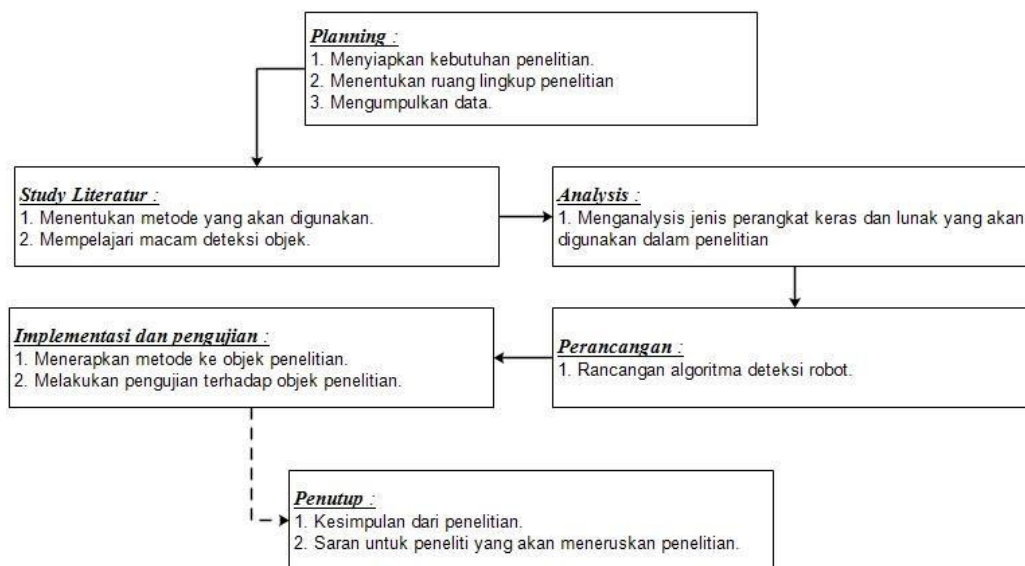 Planning :
1. Menyiapkan kebutuhan penelitian.
2. Menentukan ruang lingkup penelitian
3. Mengumpulkan data.
Study Literatur :
1. Menentukan metode yang akan digunakan.
2. Mempelajari macam deteksi objek.
Analysis :
1. Menganalysis jenis perangkat keras dan lunak yang akan
digunakan dalam penelitian
Perancangan :
1. Rancangan algoritma deteksi robot.
Implementasi dan pengujian :
1. Menerapkan metode ke objek penelitian.
2. Melakukan pengujian terhadap objek penelitian.
Penutup :
1. Kesimpulan dari penelitian.
2. Saran untuk peneliti yang akan meneruskan penelitian.